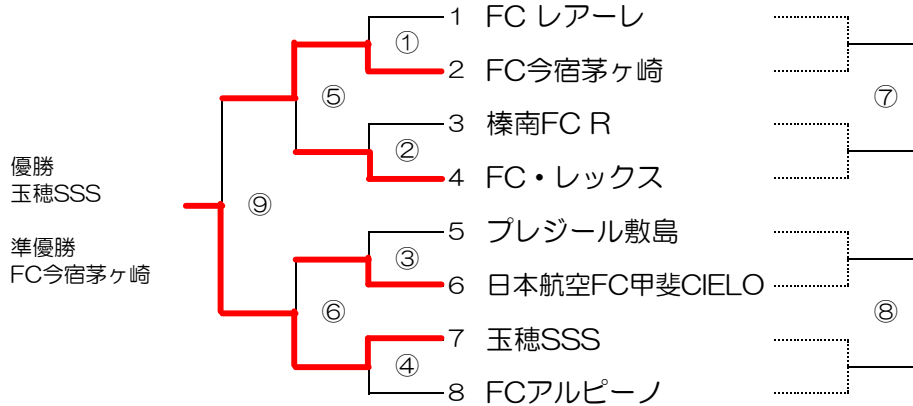 1 FC レアーレ
①
2 FC今宿茅ヶ崎
⑦
⑤
3 榛南FC R
②
優勝
玉穂SSS
4 FC・レックス
⑨
準優勝
FC今宿茅ヶ崎
5 プレジール敷島
③
6 日本航空FC甲斐CIELO
⑥
⑧
7 玉穂SSS
④
8 FCアルピーノ